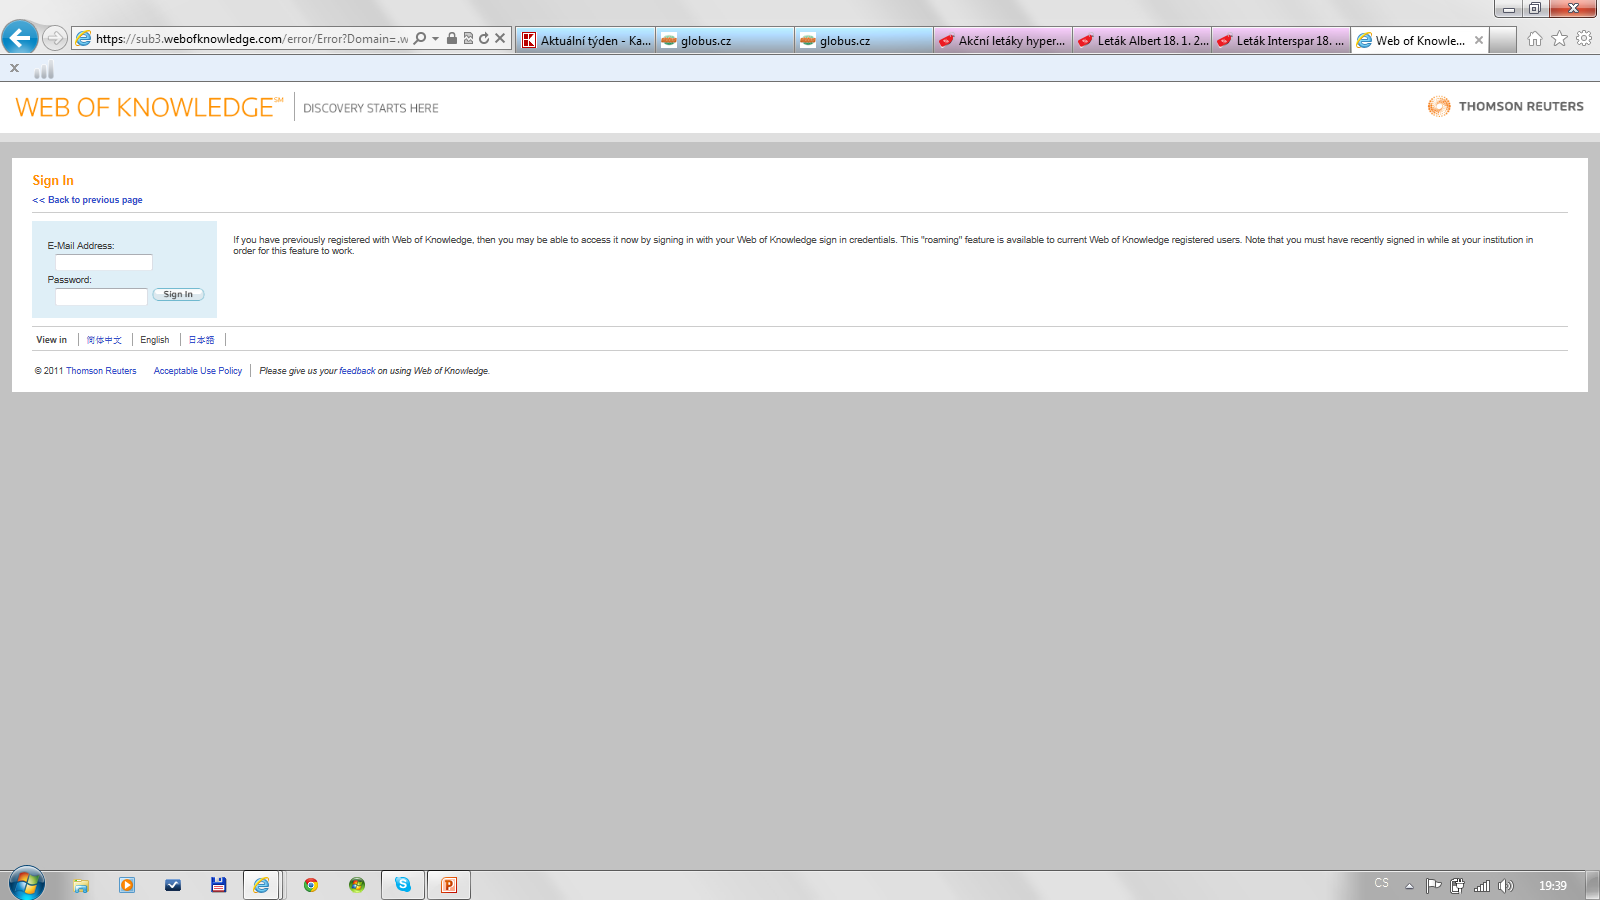 https://sub3.webofknowledge.com/error/Error?Domain=.w
Aktuální týden - Ka...
globus.cz
globus.cz
Akční letáky hyper...
Leták Albert 18. 1. 2...
Leták Interspar 18. ...
Web of Knowle...
WEB OF KNOWLEDGE℠
DISCOVERY STARTS HERE
THOMSON REUTERS
Sign In
<< Back to previous page
E-Mail Address:
Password:
Sign In
If you have previously registered with Web of Knowledge, then you may be able to access it now by signing in with your Web of Knowledge sign in credentials. This "roaming" feature is available to current Web of Knowledge registered users. Note that you must have recently signed in while at your institution in
order for this feature to work.
View in 简体中文 English 日本語
© 2011 Thomson Reuters Acceptable Use Policy Please give us your feedback on using Web of Knowledge.
CS
19:39